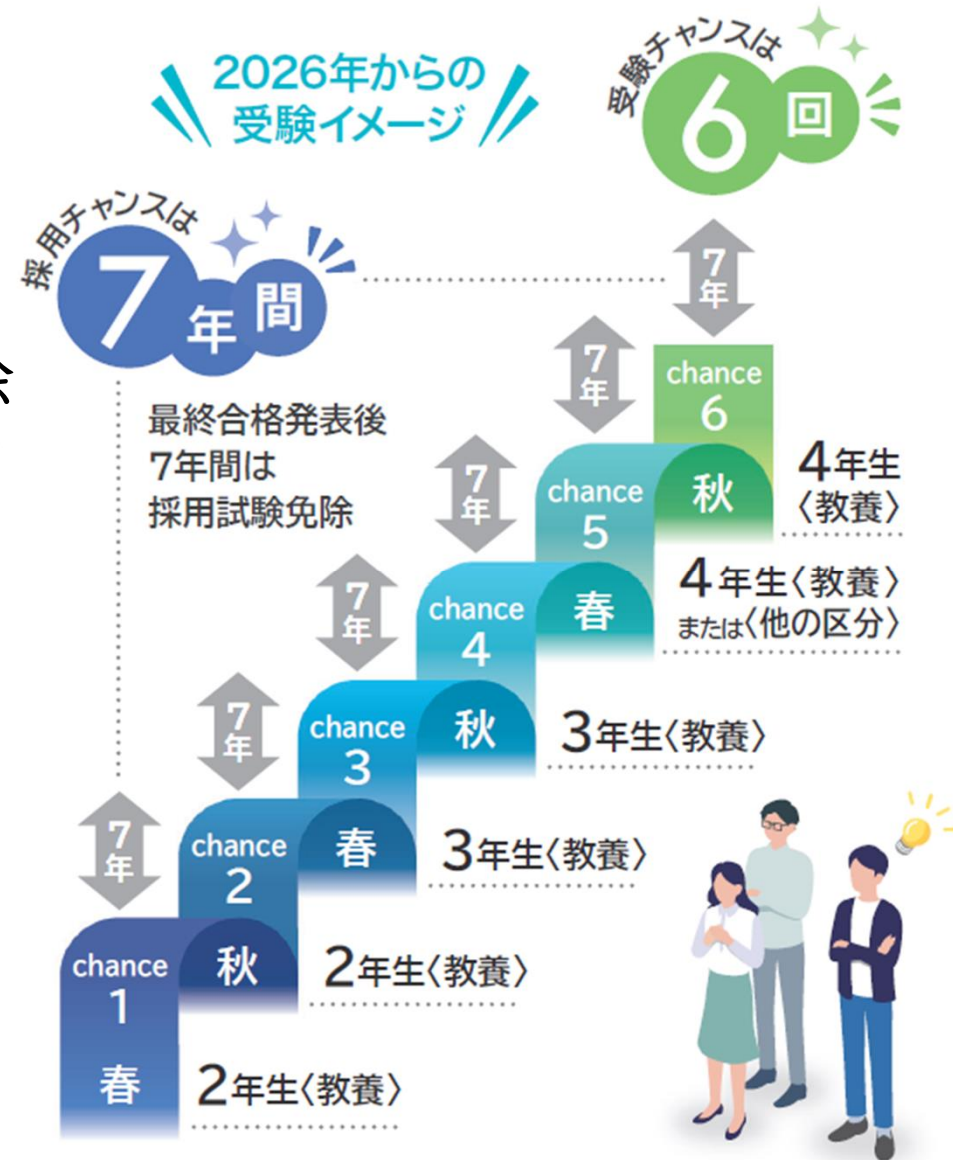 2026年からの
受験イメージ
受験チャンスは
6回
採用チャンスは
7年間
最終合格発表後
7年間は
採用試験免除
7年
chance
6
秋
4年生
〈教養〉
7年
chance
5
春
4年生〈教養〉
または〈他の区分〉
7年
chance
4
秋
3年生〈教養〉
7年
chance
3
春
3年生〈教養〉
7年
chance
2
秋
2年生〈教養〉
7年
chance
1
春
2年生〈教養〉